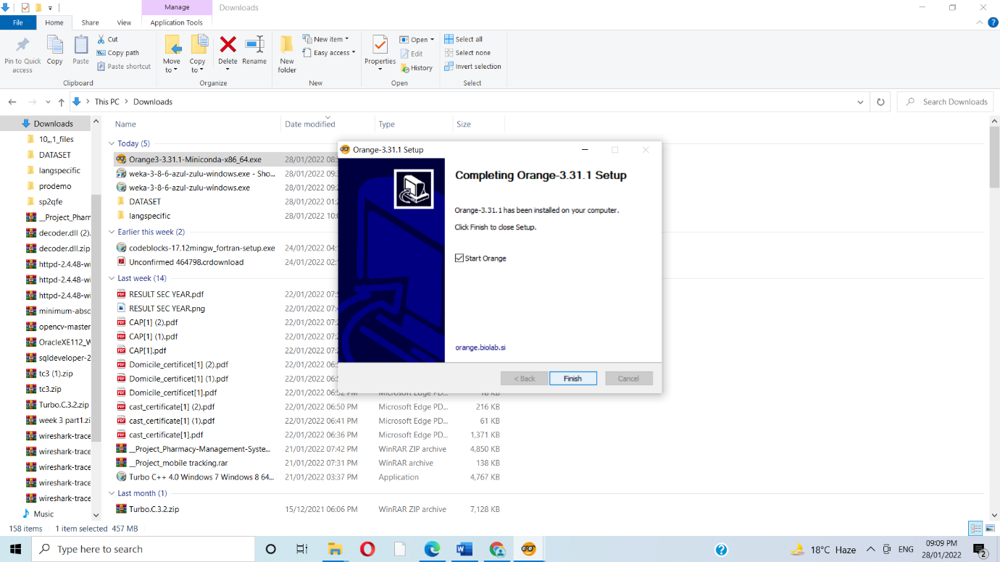 Manage
Downloads
File
Home
Share
View
Application Tools
Pin to Quick access
Copy
Paste
Cut
Copy path
Paste shortcut
Move to
Copy to
Delete
Rename
New folder
New item
Easy access
Properties
Open
Edit
History
Select all
Select none
Invert selection
Clipboard
Organize
New
Open
Select
This PC
Downloads
Search Downloads
Downloads
10,,,1_files
DATASET
langspecific
prodemo
sp2qfe
__Project_Pharr
decoder.dll (2).
decoder.dll.zip
httpd-2.4.48-wi
httpd-2.4.48-wi
httpd-2.4.48-wi
minimum-abso
opencv-master
OracleXE112_W
sqldeveloper-2
tc3 (1).zip
tc3.zip
Turbo.C.3.2.zip
week 3 part1.zi
wireshark-trace
wireshark-trace
wireshark-trace
wireshark-trace
wireshark-trace
Music
Name
Date modified
Type
Size
Today (5)
Orange3-3.31.1-Miniconda-x86_64.exe 28/01/2022 08:
weka-3-8-6-azul-zulu-windows.exe - Sho... 28/01/2022 09:
weka-3-8-6-azul-zulu-windows.exe 28/01/2022 09:2
DATASET 28/01/2022 01:2
langspecific 28/01/2022 10:0
Earlier this week (2)
codeblocks-17.12mingw_fortran-setup.exe 24/01/2022 04:1
Unconfirmed 464798.crdownload 24/01/2022 02:1
Last week (14)
RESULT SEC YEAR.pdf 22/01/2022 07:5
RESULT SEC YEAR.png 22/01/2022 07:4
CAP[1] (2).pdf 22/01/2022 07:2
CAP[1] (1).pdf 22/01/2022 07:2
CAP[1].pdf 22/01/2022 07:2
Domicile_certificet[1] (2).pdf 22/01/2022 06:5
Domicile_certificet[1] (1).pdf 22/01/2022 06:5
Domicile_certificet[1].pdf 22/01/2022 06:52 PM Microsoft Edge PD... 16 KB
cast_certificate[1] (2).pdf 22/01/2022 06:50 PM Microsoft Edge PD... 216 KB
cast_certificate[1] (1).pdf 22/01/2022 06:41 PM Microsoft Edge PD... 61 KB
cast_certificate[1].pdf 22/01/2022 06:36 PM Microsoft Edge PD... 1,371 KB
__Project_Pharmacy-Management-Syste... 21/01/2022 07:42 PM WinRAR ZIP archive 4,850 KB
__Project_mobile tracking.rar 21/01/2022 07:31 PM WinRAR archive 138 KB
Turbo C++ 4.0 Windows 7 Windows 8 64... 21/01/2022 03:37 PM Application 4,767 KB
Last month (1)
Turbo.C.3.2.zip 15/12/2021 06:06 PM WinRAR ZIP archive 7,128 KB
Orange-3.31.1 Setup
Completing Orange-3.31.1 Setup
Orange-3.31.1 has been installed on your computer.
Click Finish to close Setup.
Start Orange
orange.biolab.si
< Back
Finish
Cancel
158 items 1 item selected 457 MB
Type here to search
18°C Haze
ENG
09:09 PM
28/01/2022
2